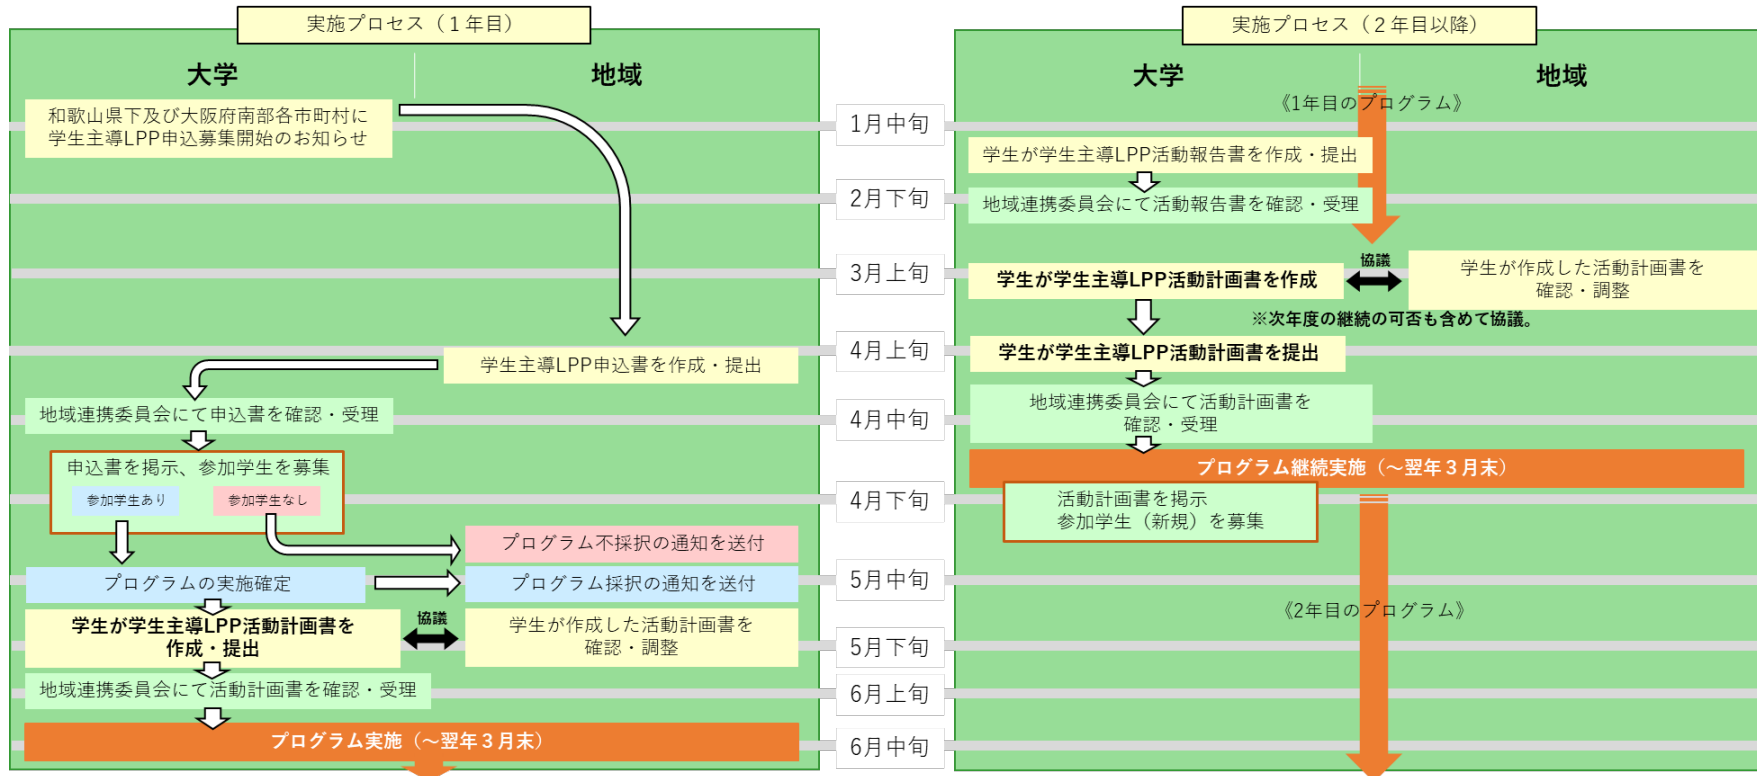 実施プロセス（１年目）
大学
地域
和歌山県下及び大阪府南部各市町村に
学生主導LPP申込募集開始のお知らせ
学生主導LPP申込書を作成・提出
地域連携委員会にて申込書を確認・受理
申込書を掲示、参加学生を募集
参加学生あり
参加学生なし
プログラム不採択の通知を送付
プログラムの実施確定
プログラム採択の通知を送付
学生が学生主導LPP活動計画書を
作成・提出
協議
学生が作成した活動計画書を
確認・調整
地域連携委員会にて活動計画書を確認・受理
プログラム実施（～翌年３月末）
1月中旬
2月下旬
3月上旬
4月上旬
4月中旬
4月下旬
5月中旬
5月下旬
6月上旬
6月中旬
実施プロセス（２年目以降）
大学
地域
《1年目のプログラム》
学生が学生主導LPP活動報告書を作成・提出
地域連携委員会にて活動報告書を確認・受理
学生が学生主導LPP活動計画書を作成
協議
学生が作成した活動計画書を
確認・調整
※次年度の継続の可否も含めて協議。
学生が学生主導LPP活動計画書を提出
地域連携委員会にて活動計画書を
確認・受理
プログラム継続実施（～翌年３月末）
活動計画書を掲示
参加学生（新規）を募集
《2年目のプログラム》